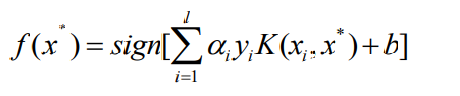 f(x*) = sign[∑_{i=1}^{l} α_i y_i K(x_i, x*) + b]